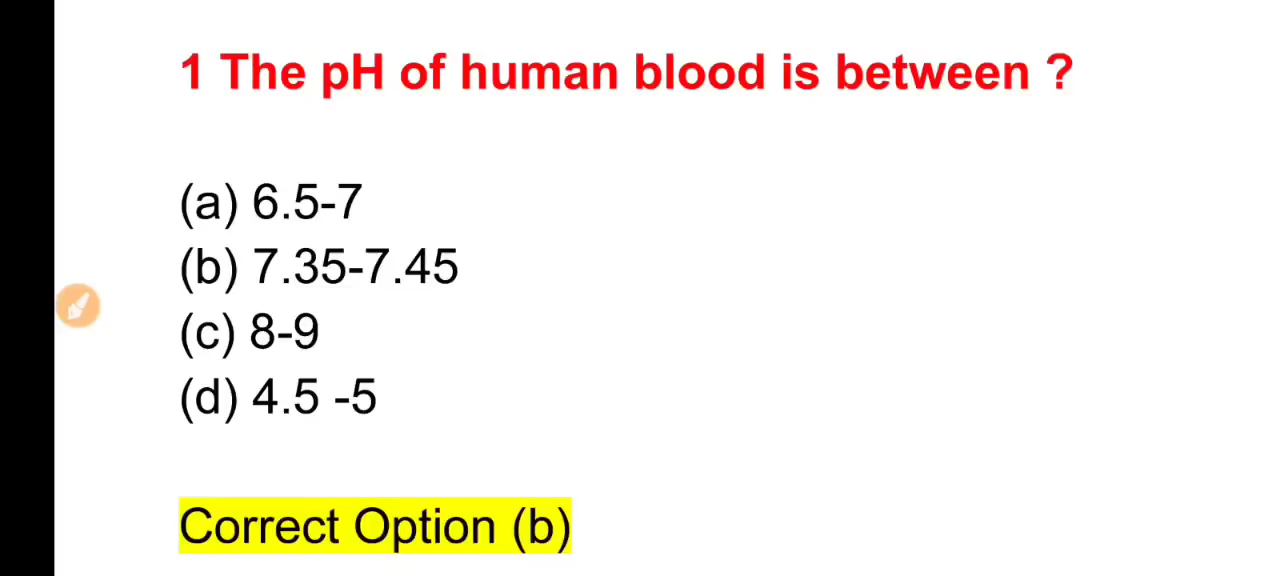 1 The pH of human blood is between ?
(a) 6.5-7
(b) 7.35-7.45
(c) 8-9
(d) 4.5 -5
Correct Option (b)